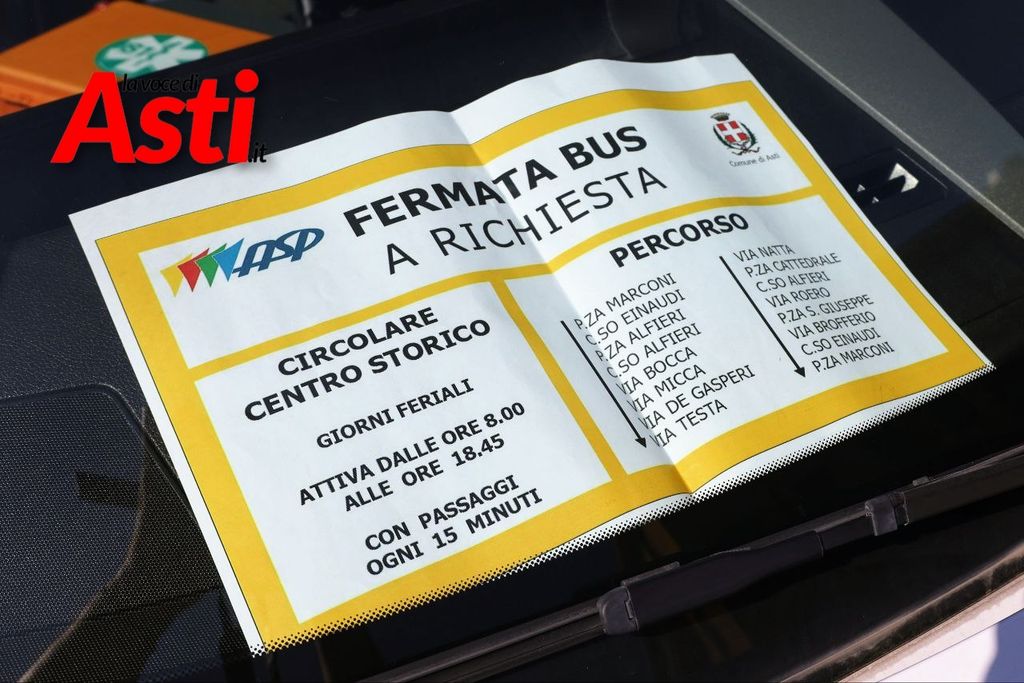 la voce di
Asti
.it
ASP
FERMATA BUS
A RICHIESTA
Comune di Asti
CIRCOLARE
CENTRO STORICO
GIORNI FERIALI
ATTIVA DALLE ORE 8.00
ALLE ORE 18.45
CON PASSAGGI
OGNI 15 MINUTI
PERCORSO
P.ZA MARCONI
C.SO EINAUDI
P.ZA ALFIERI
C.SO ALFIERI
VIA BOCCA
VIA MICCA
VIA DE GASPERI
VIA TESTA
VIA NATTA
P.ZA CATTEDRALE
C.SO ALFIERI
VIA ROERO
P.ZA S. GIUSEPPE
VIA BROFFERIO
C.SO EINAUDI
P.ZA MARCONI